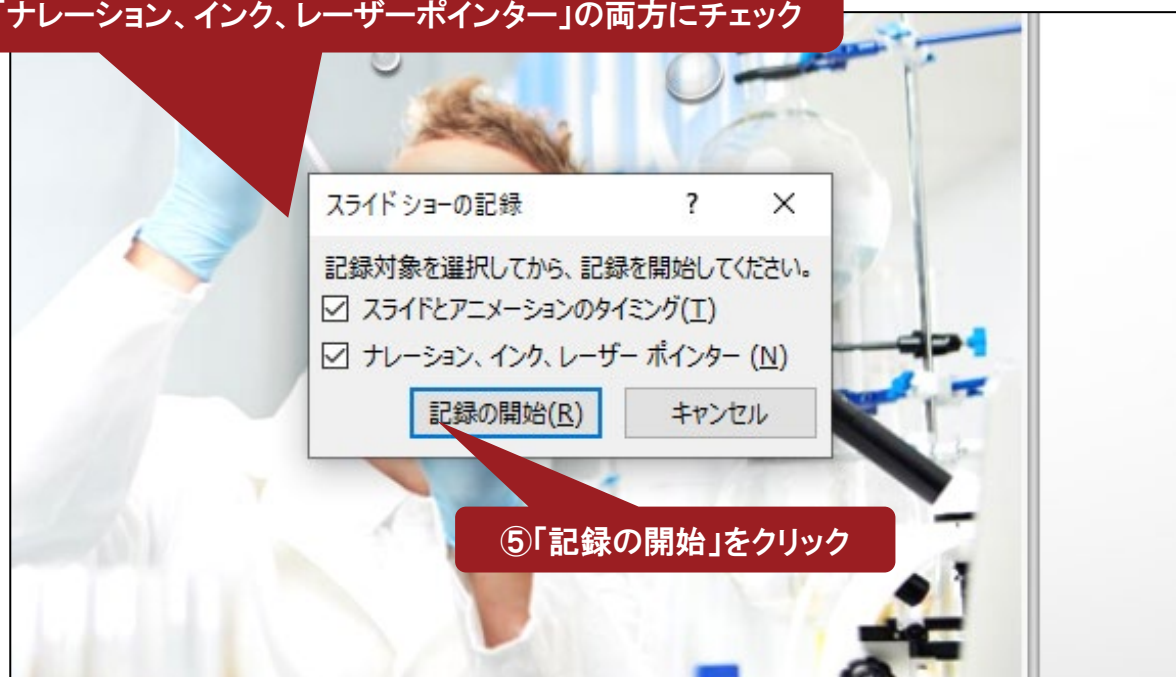 「ナレーション、インク、レーザーポインター」の両方にチェック
スライド ショーの記録 ? ×
記録対象を選択してから、記録を開始してください。
スライドとアニメーションのタイミング(T)
ナレーション、インク、レーザー ポインター (N)
記録の開始(R) キャンセル
⑤「記録の開始」をクリック